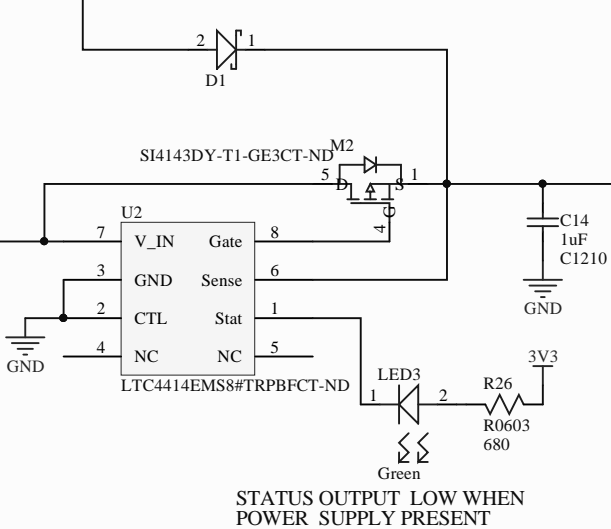 2 1
D1
M2
SI4143DY-T1-GE3CT-ND
5 D S 1
G
4
U2
7 V_IN Gate 8
3 GND Sense 6
2 CTL Stat 1
4 NC NC 5
GND
LTC4414EMS8#TRPBFCT-ND
C14
1uF
C1210
GND
3V3
LED3
1 2
Green
R26
R0603
680
STATUS OUTPUT LOW WHEN
POWER SUPPLY PRESENT